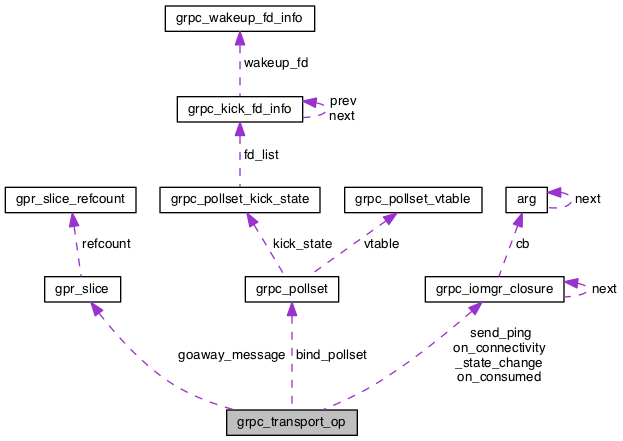 grpc_wakeup_fd_info
wakeup_fd
grpc_kick_fd_info
prev
next
fd_list
gpr_slice_refcount
grpc_pollset_kick_state
grpc_pollset_vtable
arg
next
refcount
kick_state
vtable
cb
gpr_slice
grpc_pollset
grpc_iomgr_closure
next
goaway_message
bind_pollset
send_ping
on_connectivity
_state_change
on_consumed
grpc_transport_op